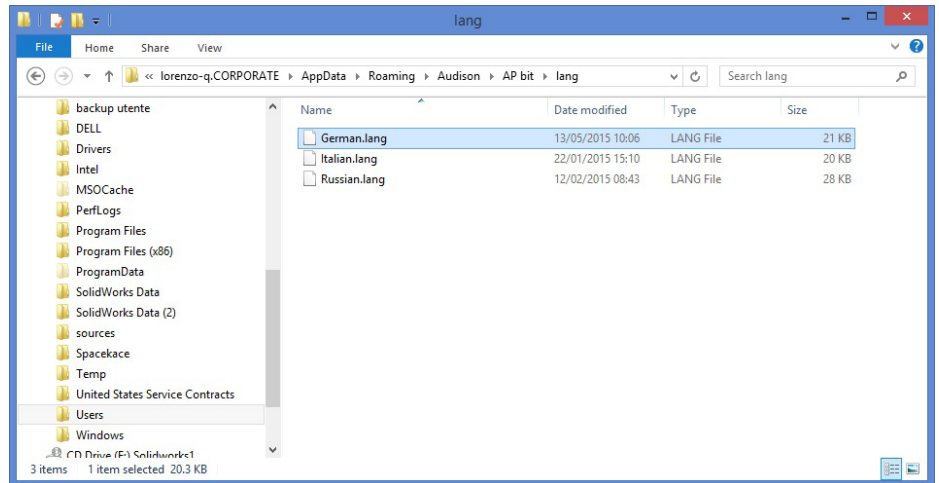 lang
File Home Share View
« lorenzo-q.CORPORATE AppData Roaming Audison AP bit lang Search lang
backup utente
DELL
Drivers
Intel
MSOCache
PerfLogs
Program Files
Program Files (x86)
ProgramData
SolidWorks Data
SolidWorks Data (2)
sources
Spacekace
Temp
United States Service Contracts
Users
Windows
CD Drive (F:) Solidworks1
Name Date modified Type Size
German.lang 13/05/2015 10:06 LANG File 21 KB
Italian.lang 22/01/2015 15:10 LANG File 20 KB
Russian.lang 12/02/2015 08:43 LANG File 28 KB
3 items 1 item selected 20.3 KB